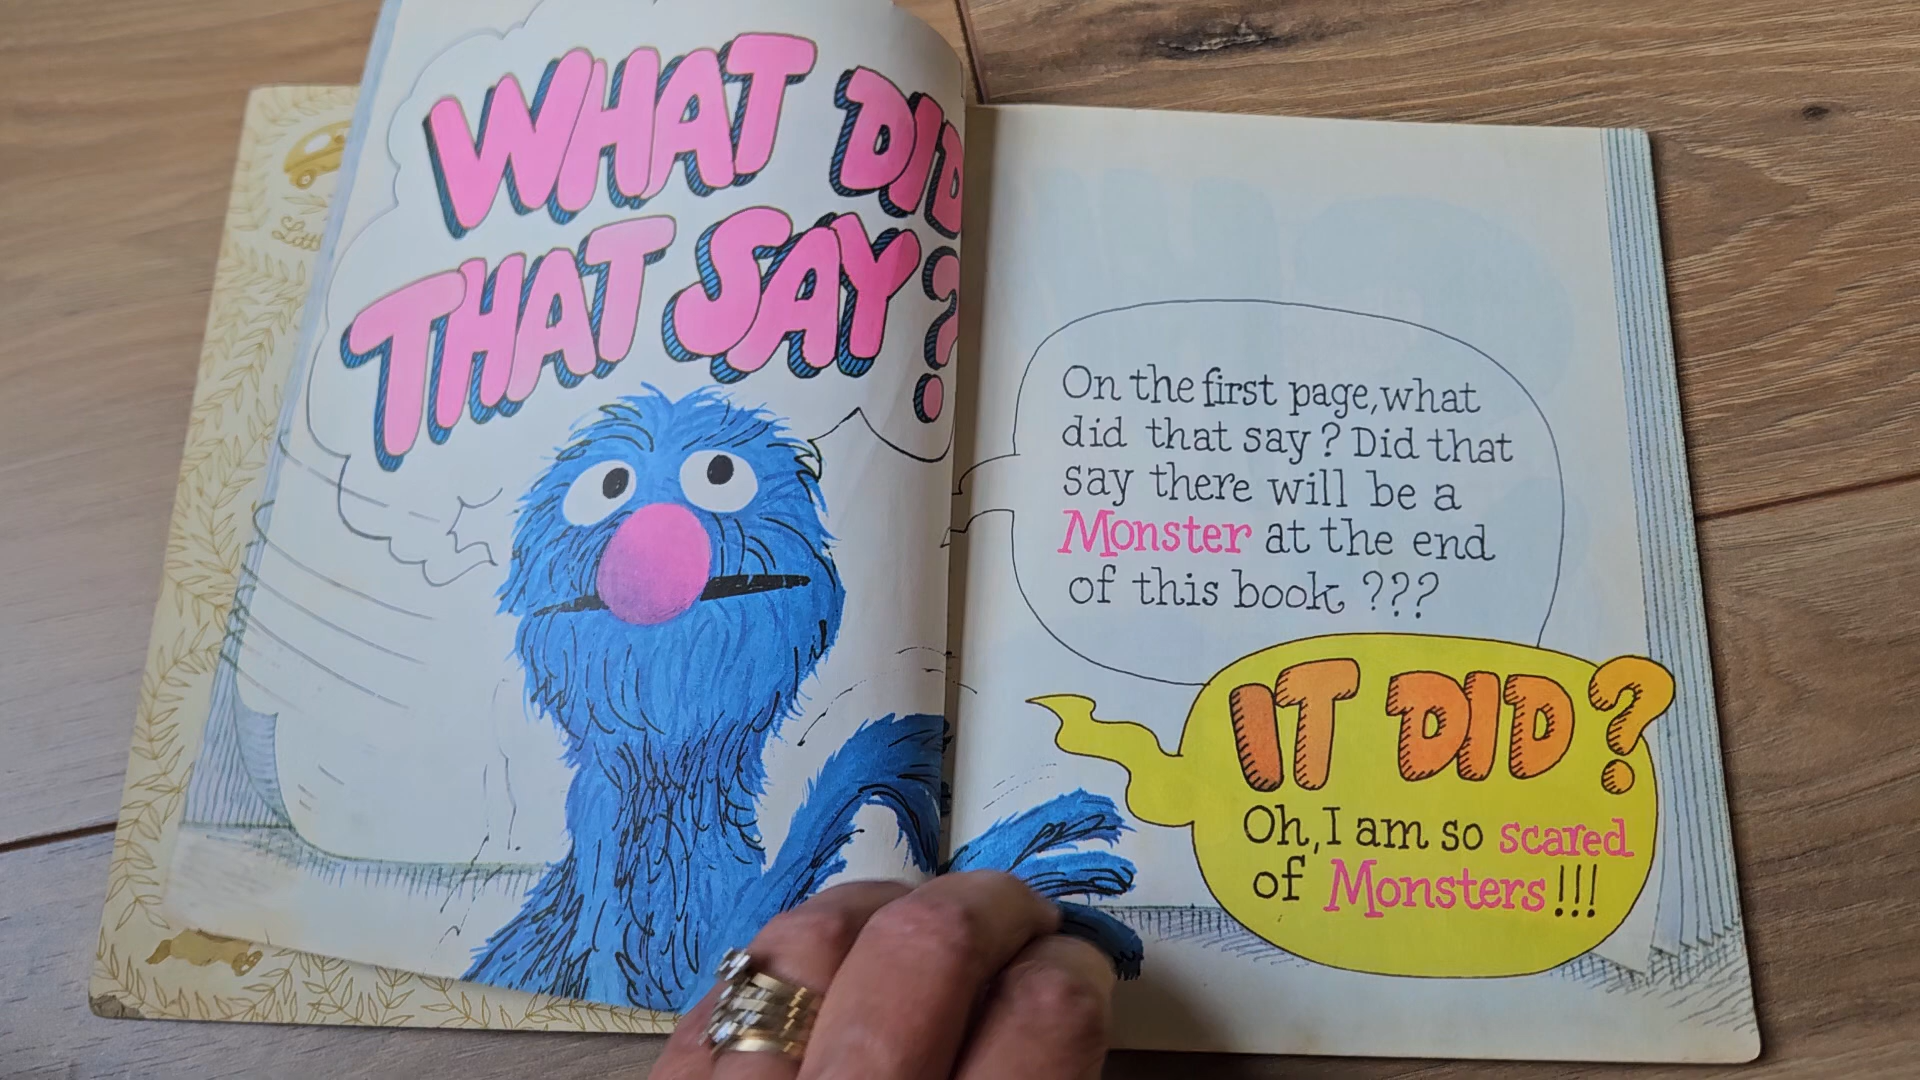 WHAT DID
THAT SAY?
On the first page, what
did that say? Did that
say there will be a
Monster at the end
of this book ???
IT DID?
Oh, I am so scared
of Monsters!!!